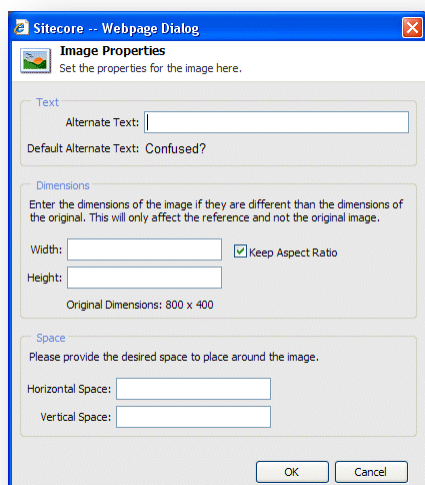 Sitecore -- Webpage Dialog
Image Properties
Set the properties for the image here.
Text
Alternate Text:
Default Alternate Text: Confused?
Dimensions
Enter the dimensions of the image if they are different than the dimensions of
the original. This will only affect the reference and not the original image.
Width:
Keep Aspect Ratio
Height:
Original Dimensions: 800 x 400
Space
Please provide the desired space to place around the image.
Horizontal Space:
Vertical Space:
OK Cancel